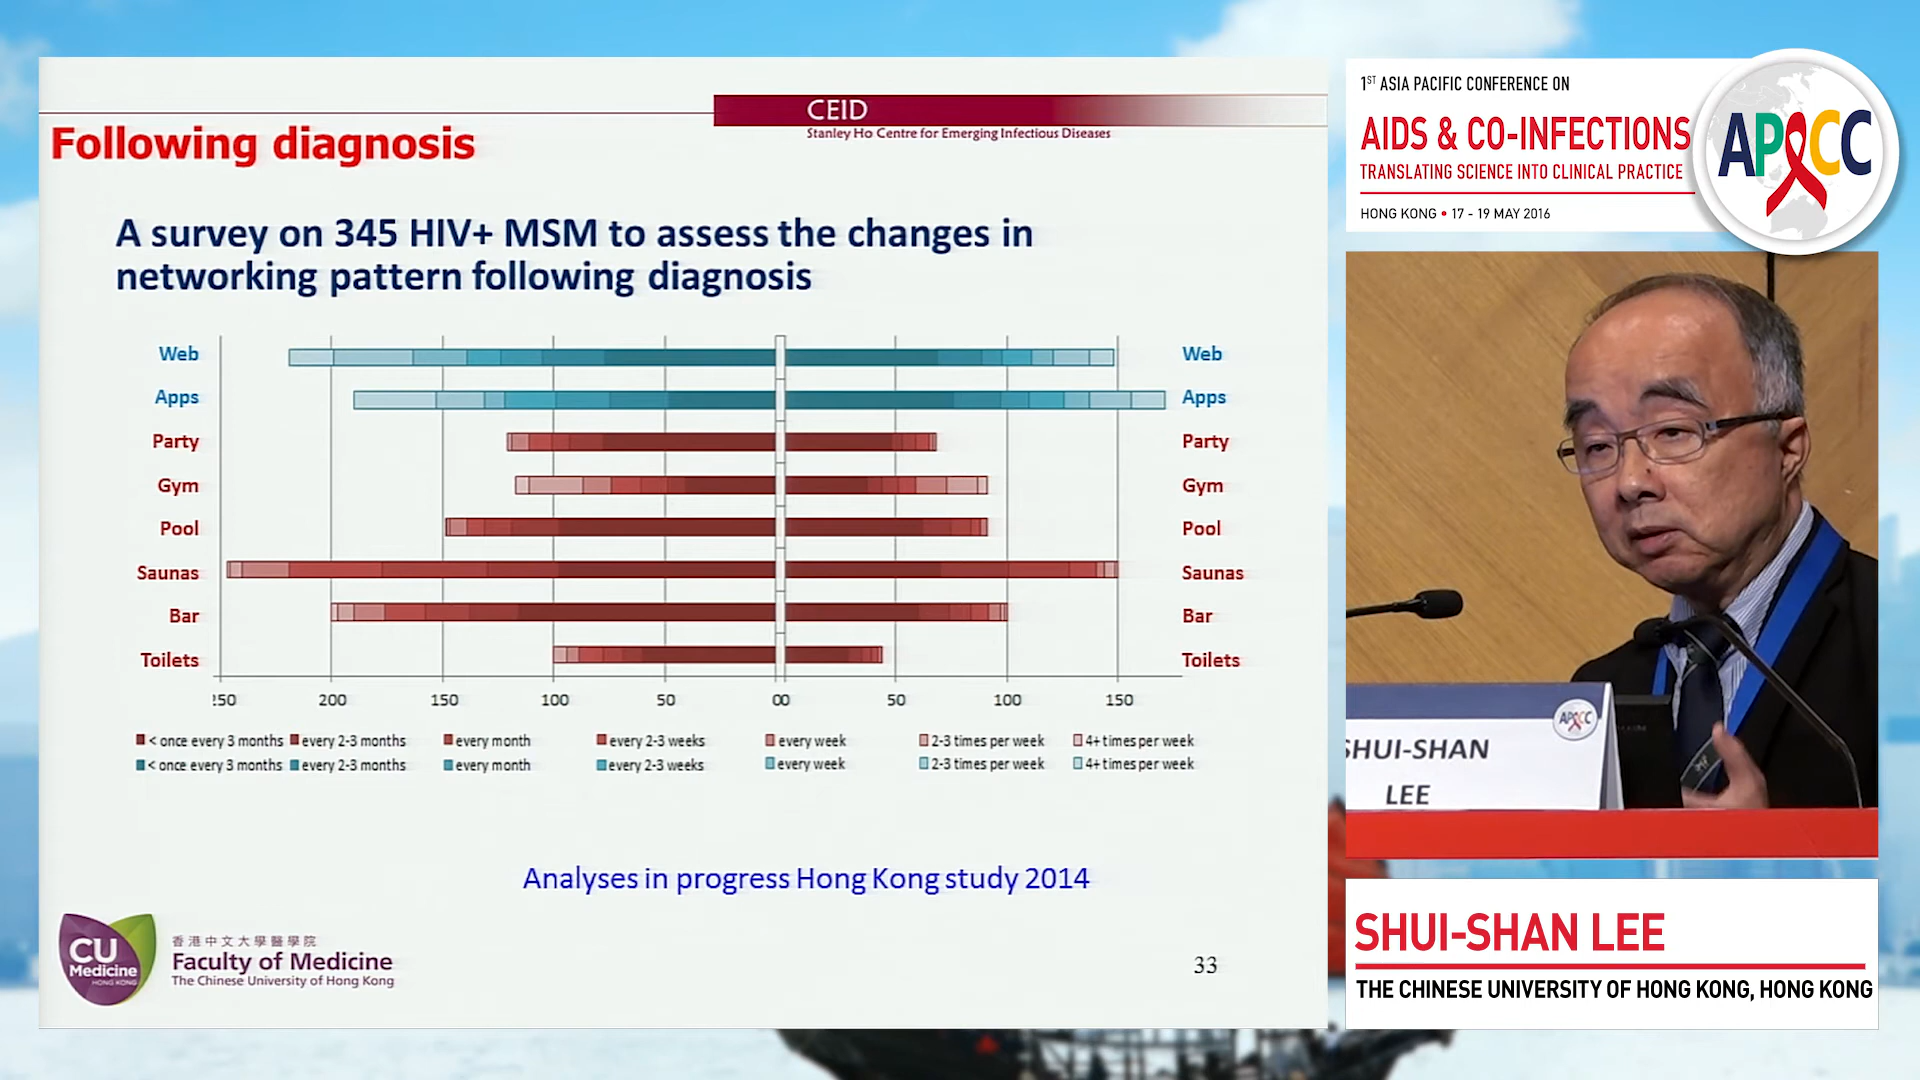 CEID
Stanley Ho Centre for Emerging Infectious Diseases
Following diagnosis
A survey on 345 HIV+ MSM to assess the changes in
networking pattern following diagnosis
Web Web
Apps Apps
Party Party
Gym Gym
Pool Pool
Saunas Saunas
Bar Bar
Toilets Toilets
250 200 150 100 50 00 50 100 150
< once every 3 months every 2-3 months every month every 2-3 weeks every week 2-3 times per week 4+ times per week
< once every 3 months every 2-3 months every month every 2-3 weeks every week 2-3 times per week 4+ times per week
Analyses in progress Hong Kong study 2014
CU
Medicine
HONG KONG
香港中文大學醫學院
Faculty of Medicine
The Chinese University of Hong Kong
33
1ST ASIA PACIFIC CONFERENCE ON
AIDS & CO-INFECTIONS
TRANSLATING SCIENCE INTO CLINICAL PRACTICE
HONG KONG • 17 - 19 MAY 2016
APACC
APACC
SHUI-SHAN
LEE
SHUI-SHAN LEE
THE CHINESE UNIVERSITY OF HONG KONG, HONG KONG